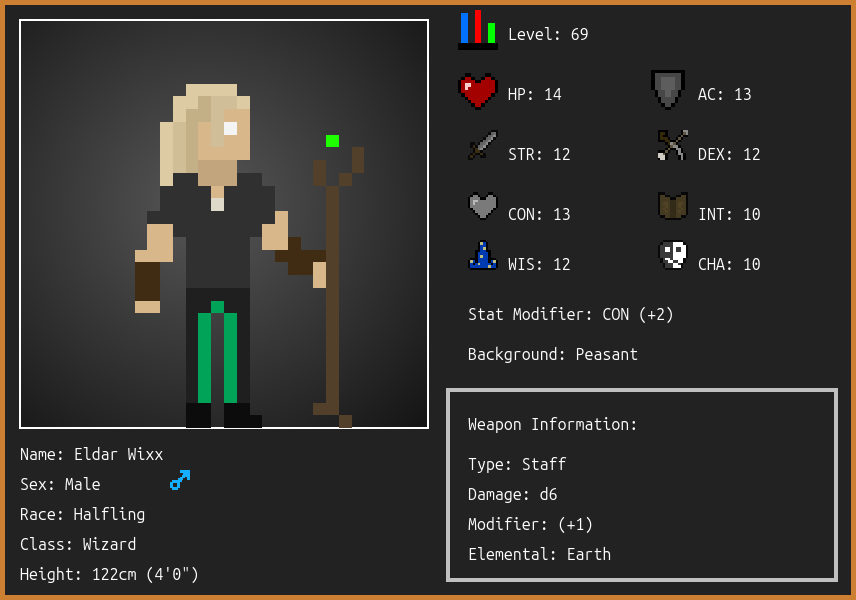 Level: 69
HP: 14
AC: 13
STR: 12
DEX: 12
CON: 13
INT: 10
WIS: 12
CHA: 10
Stat Modifier: CON (+2)
Background: Peasant
Weapon Information:
Type: Staff
Damage: d6
Modifier: (+1)
Elemental: Earth
Name: Eldar Wixx
Sex: Male
Race: Halfling
Class: Wizard
Height: 122cm (4'0")